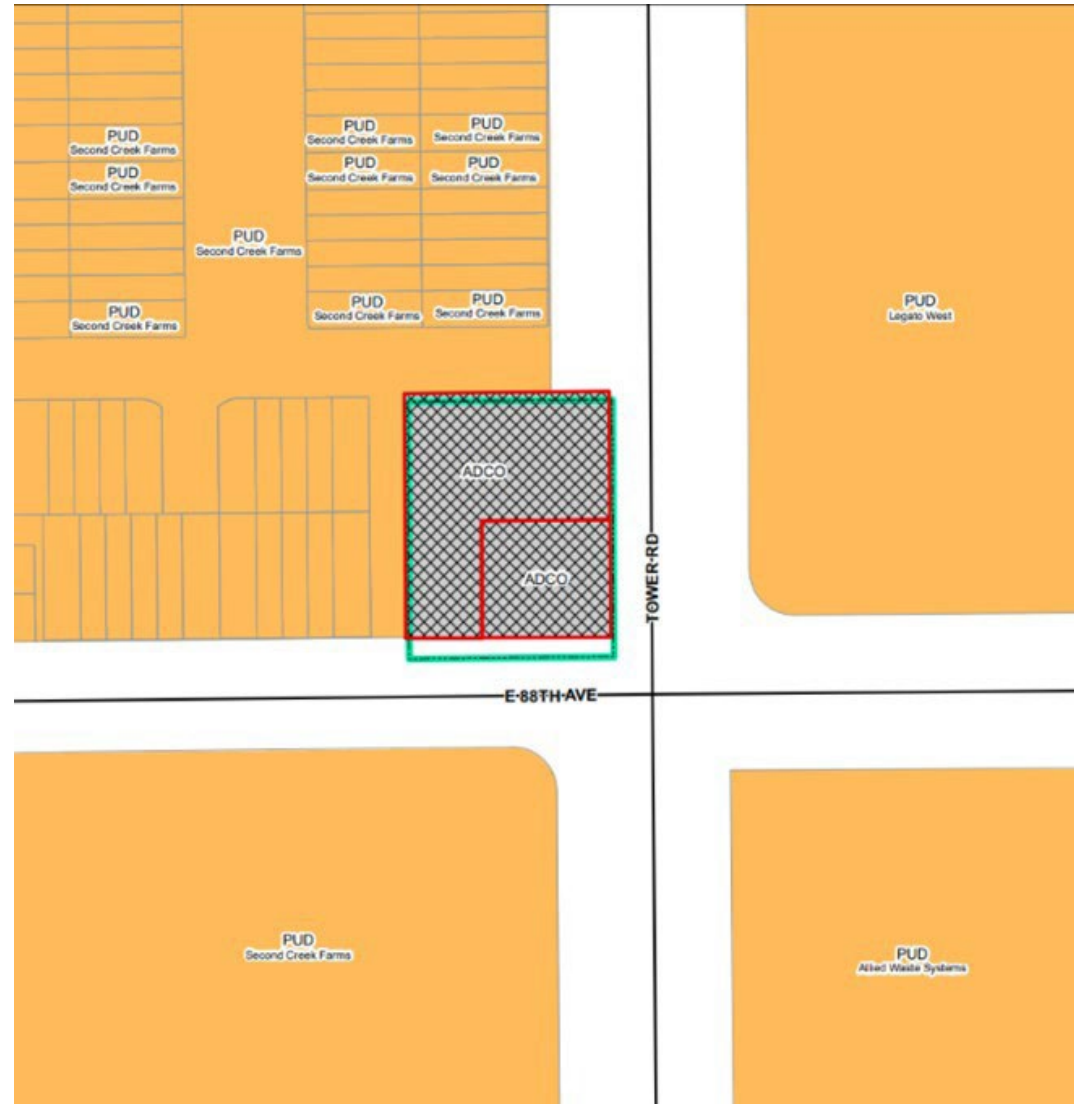 PUD
Second Creek Farms
PUD
Second Creek Farms
PUD
Second Creek Farms
PUD
Second Creek Farms
PUD
Second Creek Farms
PUD
Second Creek Farms
PUD
Second Creek Farms
PUD
Second Creek Farms
PUD
Second Creek Farms
PUD
Second Creek Farms
PUD
Legato West
ADCO
ADCO
TOWER RD
E 88TH AVE
PUD
Second Creek Farms
PUD
Allied Waste Systems